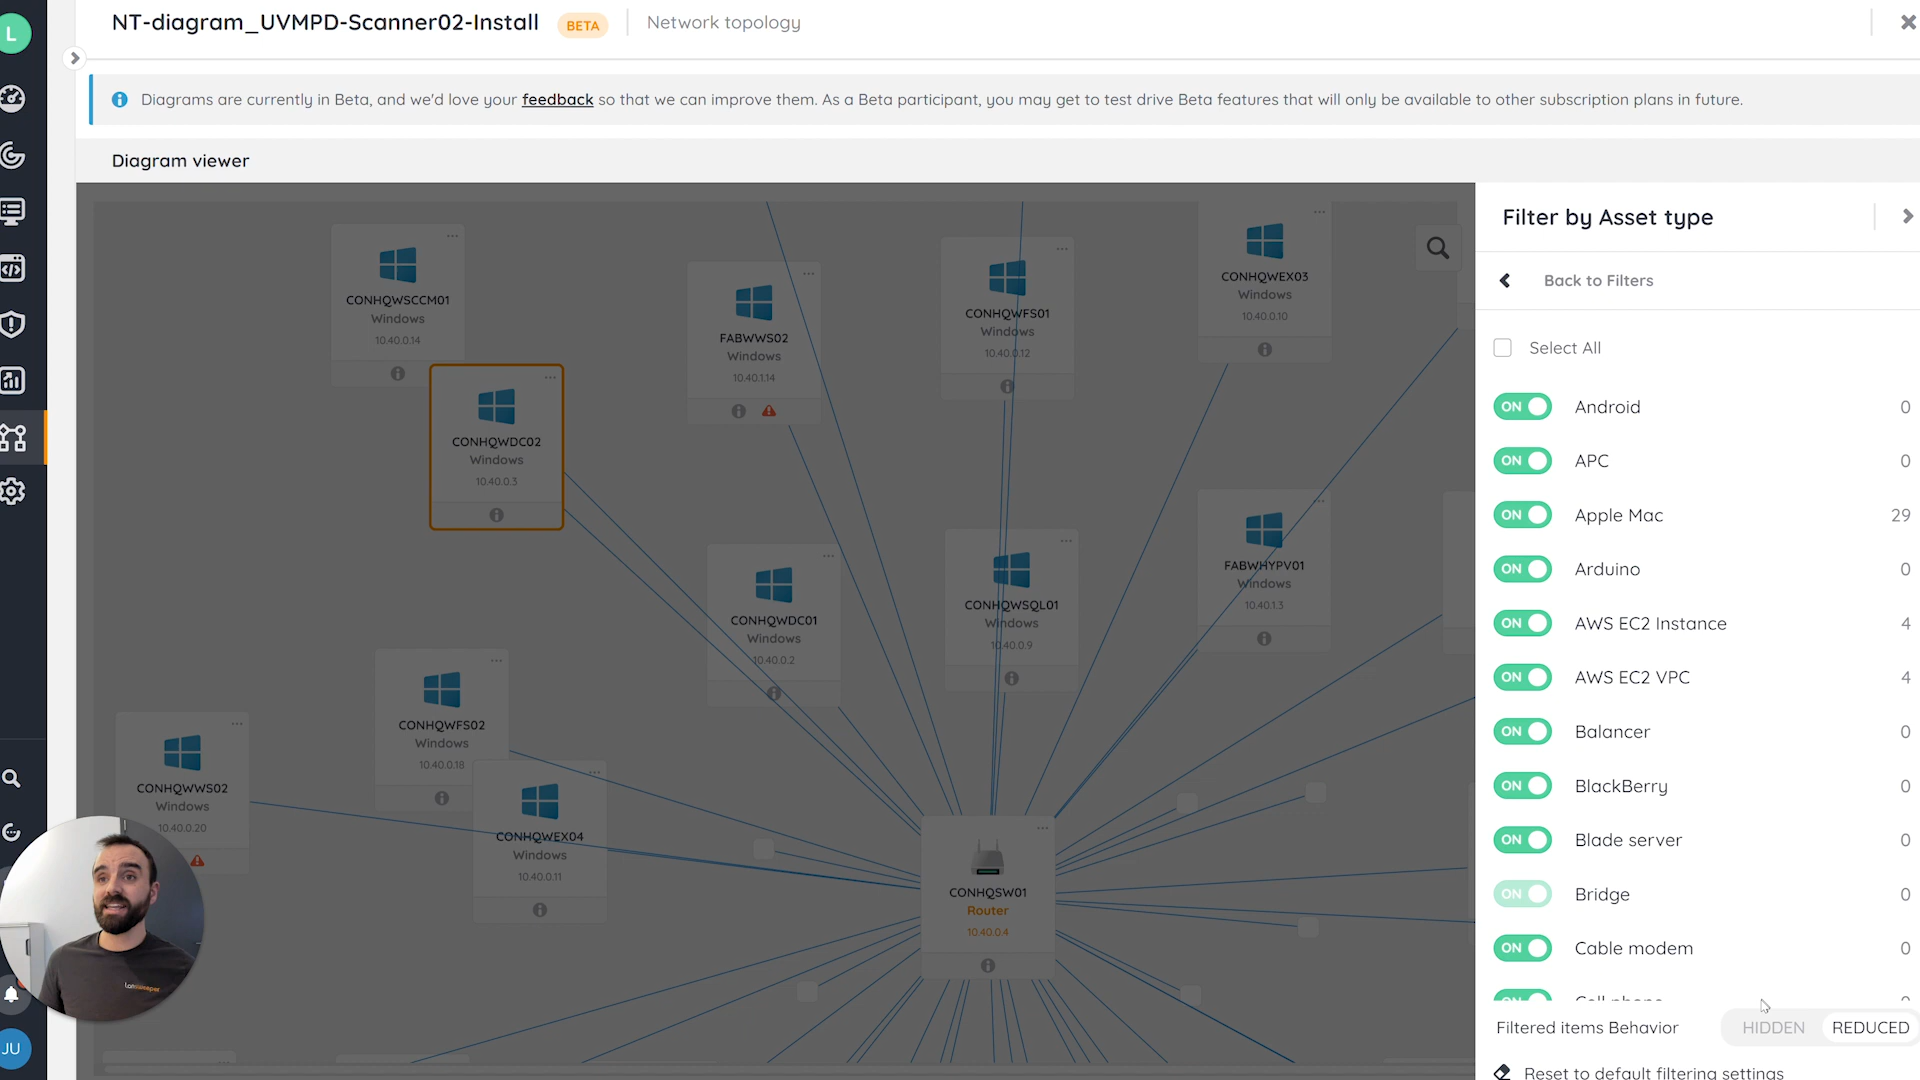 L
NT-diagram_UVMPD-Scanner02-Install
BETA
Network topology
Diagrams are currently in Beta, and we'd love your feedback so that we can improve them. As a Beta participant, you may get to test drive Beta features that will only be available to other subscription plans in future.
Diagram viewer
CONHQWSCCM01
Windows
10.40.0.14
CONHQWDC02
Windows
10.40.0.3
FABWWS02
Windows
10.40.1.14
CONHQWFS01
Windows
10.40.0.12
CONHQWEX03
Windows
10.40.0.10
CONHQWDC01
Windows
10.40.0.2
CONHQWSQL01
Windows
10.40.0.9
FABWHYPV01
Windows
10.40.1.3
CONHQWFS02
Windows
10.40.0.18
CONHQWWS02
Windows
10.40.0.20
CONHQWEX04
Windows
10.40.0.11
CONHQSW01
Router
10.40.0.4
Filter by Asset type
Back to Filters
Select All
ON Android 0
ON APC 0
ON Apple Mac 29
ON Arduino 0
ON AWS EC2 Instance 4
ON AWS EC2 VPC 4
ON Balancer 0
ON BlackBerry 0
ON Blade server 0
ON Bridge 0
ON Cable modem 0
ON Cell phone 0
Filtered items Behavior
HIDDEN REDUCED
Reset to default filtering settings
JU